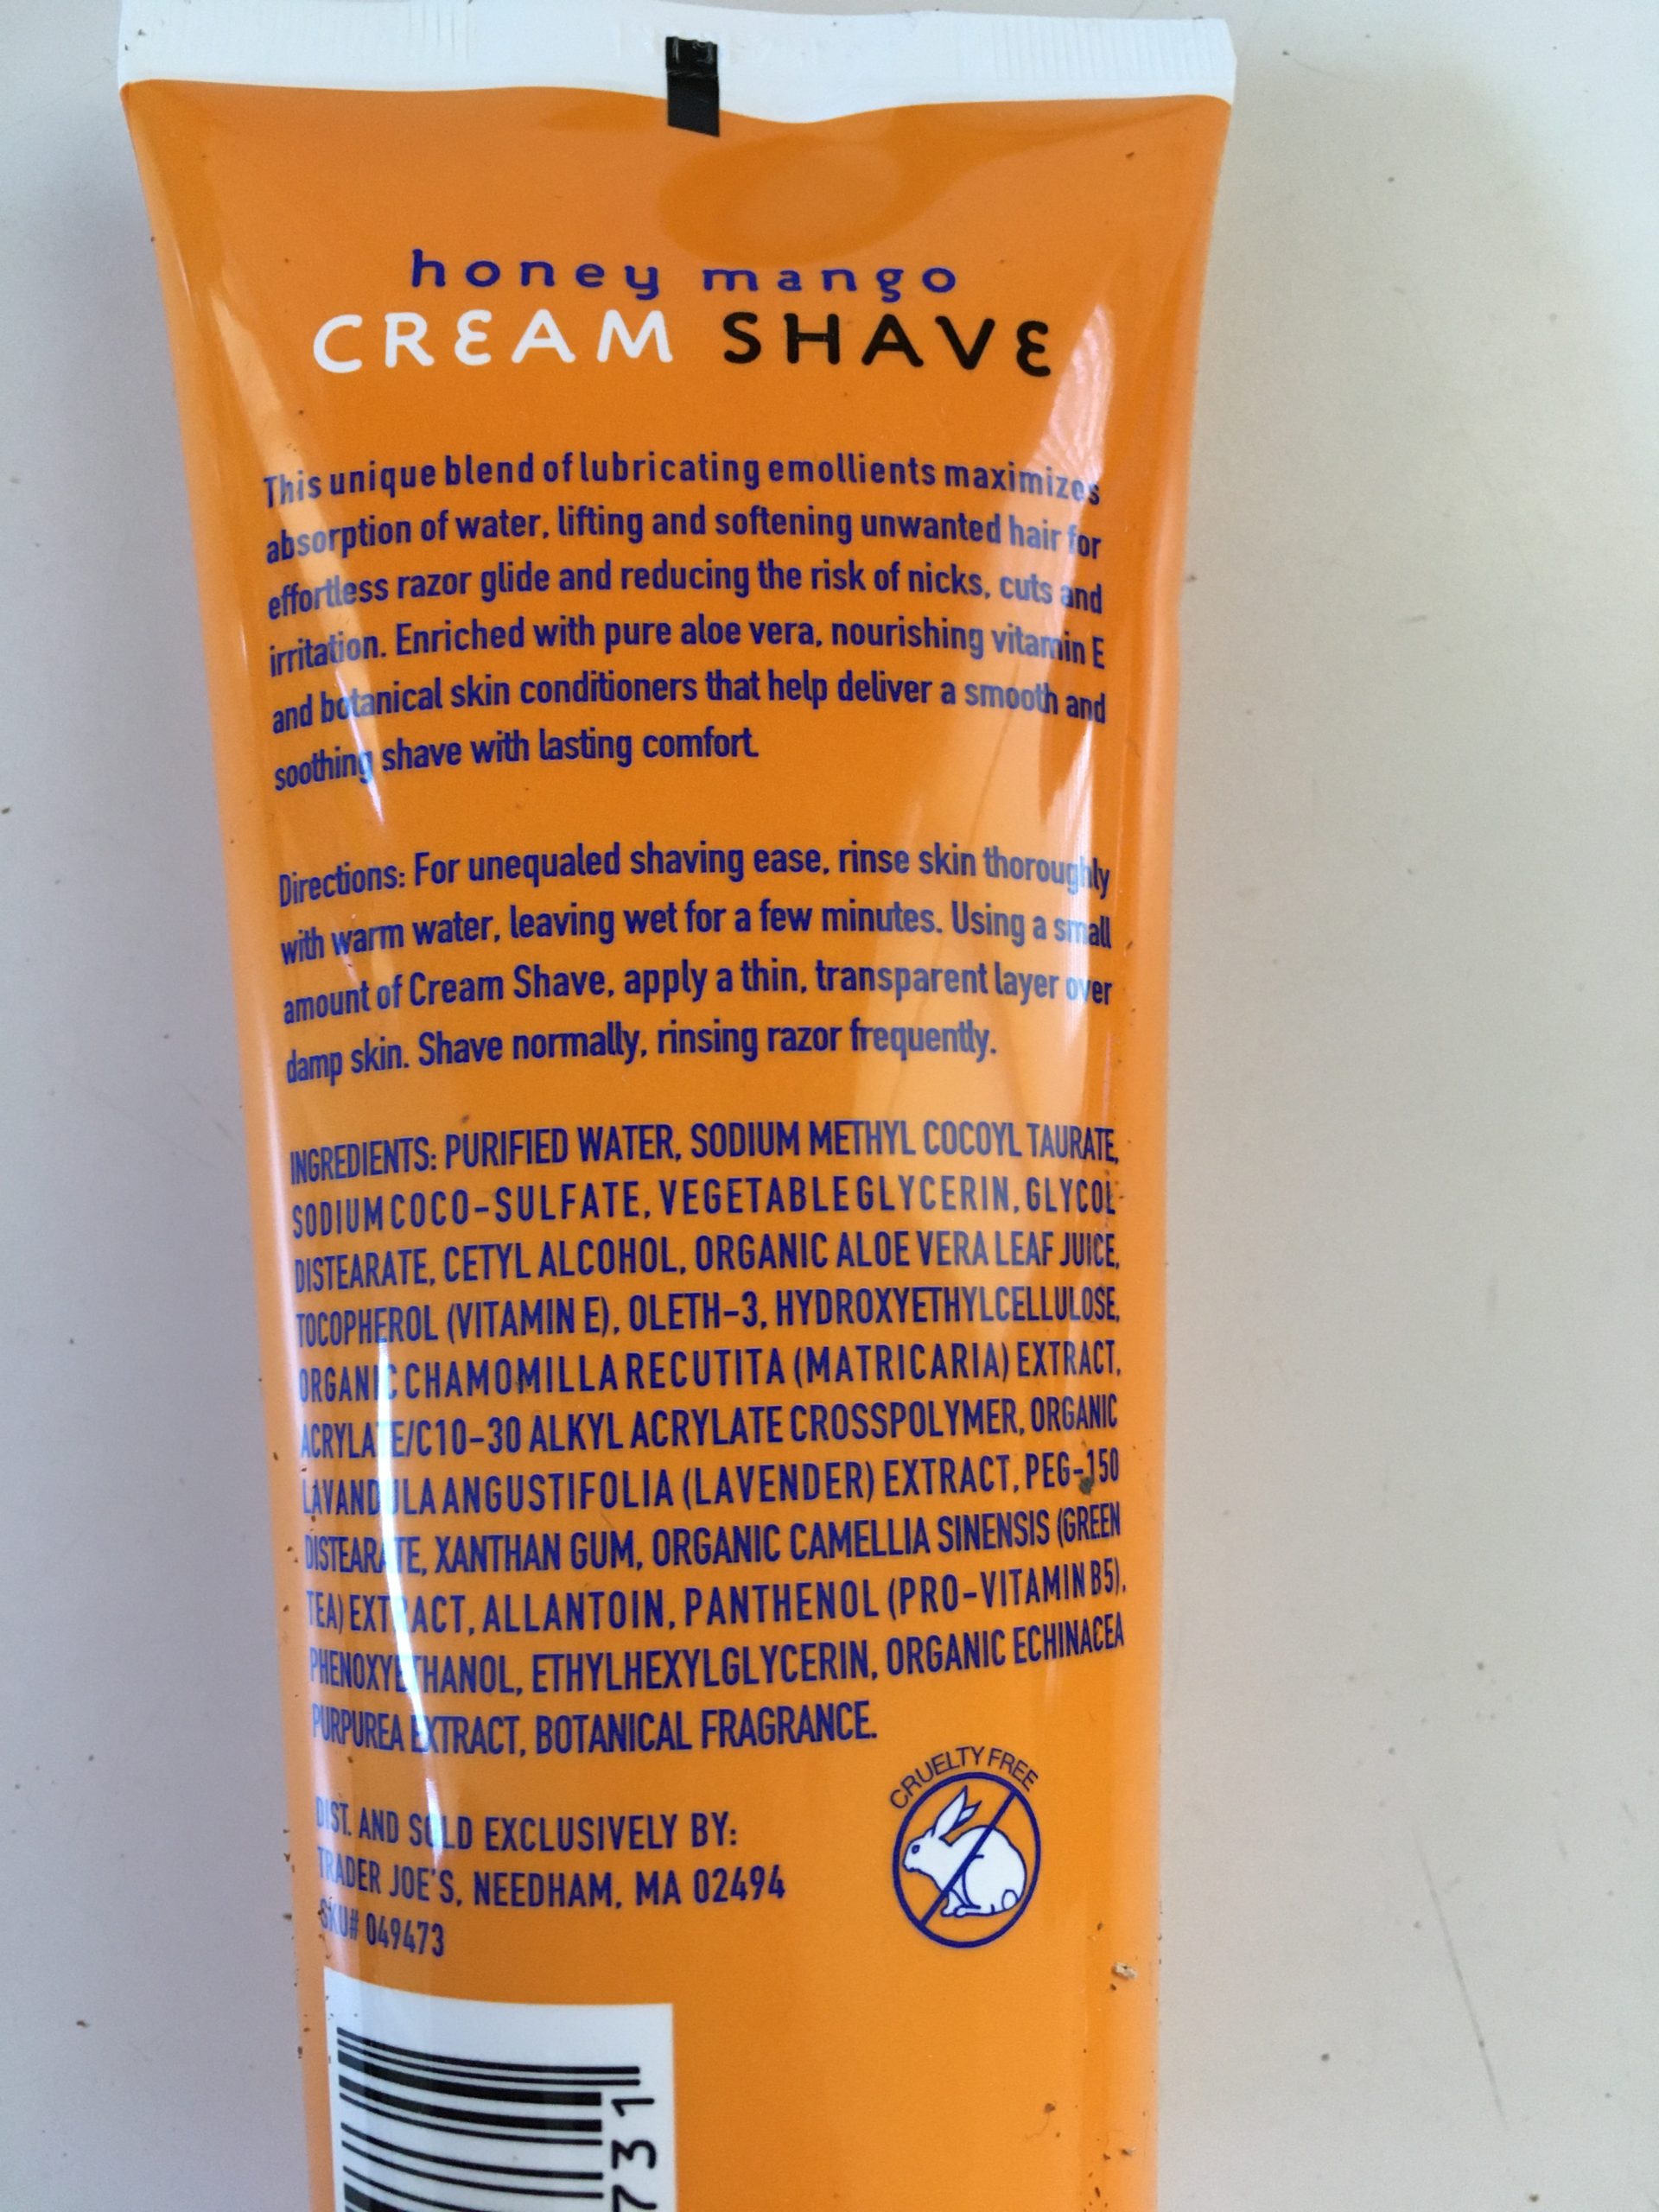 honey mango
CREAM SHAVE
This unique blend of lubricating emollients maximizes
absorption of water, lifting and softening unwanted hair for
effortless razor glide and reducing the risk of nicks, cuts and
irritation. Enriched with pure aloe vera, nourishing vitamin E
and botanical skin conditioners that help deliver a smooth and
soothing shave with lasting comfort.
Directions: For unequaled shaving ease, rinse skin thoroughly
with warm water, leaving wet for a few minutes. Using a small
amount of Cream Shave, apply a thin, transparent layer over
damp skin. Shave normally, rinsing razor frequently.
INGREDIENTS: PURIFIED WATER, SODIUM METHYL COCOYL TAURATE,
SODIUM COCO-SULFATE, VEGETABLE GLYCERIN, GLYCOL
DISTEARATE, CETYL ALCOHOL, ORGANIC ALOE VERA LEAF JUICE,
TOCOPHEROL (VITAMIN E), OLETH-3, HYDROXYETHYLCELLULOSE,
ORGANIC CHAMOMILLA RECUTITA (MATRICARIA) EXTRACT,
ACRYLATE/C10-30 ALKYL ACRYLATE CROSSPOLYMER, ORGANIC
LAVANDULA ANGUSTIFOLIA (LAVENDER) EXTRACT, PEG-150
DISTEARATE, XANTHAN GUM, ORGANIC CAMELLIA SINENSIS (GREEN
TEA) EXTRACT, ALLANTOIN, PANTHENOL (PRO-VITAMIN B5),
PHENOXYETHANOL, ETHYLHEXYLGLYCERIN, ORGANIC ECHINACEA
PURPUREA EXTRACT, BOTANICAL FRAGRANCE.
CRUELTY FREE
DIST. AND SOLD EXCLUSIVELY BY:
TRADER JOE'S, NEEDHAM, MA 02494
SKU# 049473
731